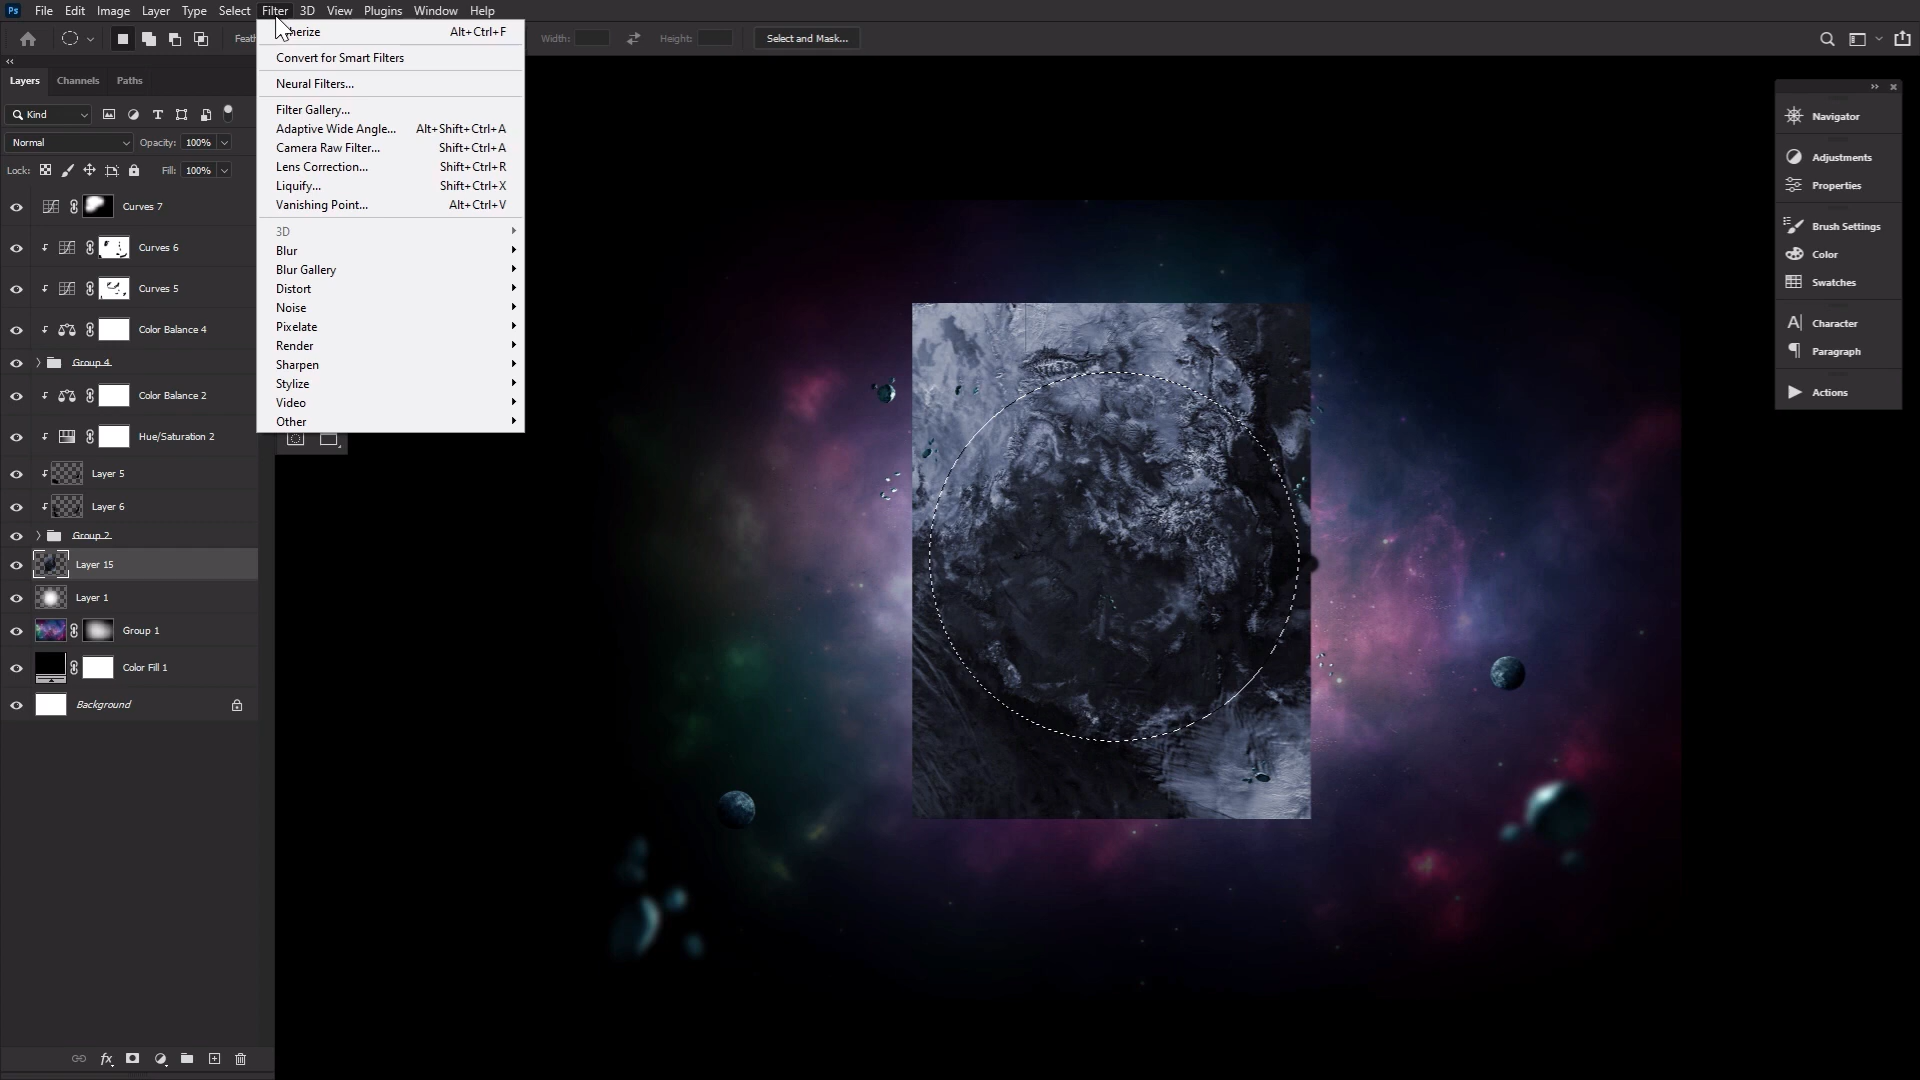 Ps File Edit Image Layer Type Select Filter 3D View Plugins Window Help
Width: Height: Select and Mask...
Alt+Ctrl+F
Convert for Smart Filters
Neural Filters...
Filter Gallery...
Adaptive Wide Angle... Alt+Shift+Ctrl+A
Camera Raw Filter... Shift+Ctrl+A
Lens Correction... Shift+Ctrl+R
Liquify... Shift+Ctrl+X
Vanishing Point... Alt+Ctrl+V
3D
Blur
Blur Gallery
Distort
Noise
Pixelate
Render
Sharpen
Stylize
Video
Other
Layers Channels Paths
Kind
Normal Opacity: 100%
Lock: Fill: 100%
Curves 7
Curves 6
Curves 5
Color Balance 4
Group 4
Color Balance 2
Hue/Saturation 2
Layer 5
Layer 6
Group 2
Layer 15
Layer 1
Group 1
Color Fill 1
Background
fx
Navigator
Adjustments
Properties
Brush Settings
Color
Swatches
Character
Paragraph
Actions